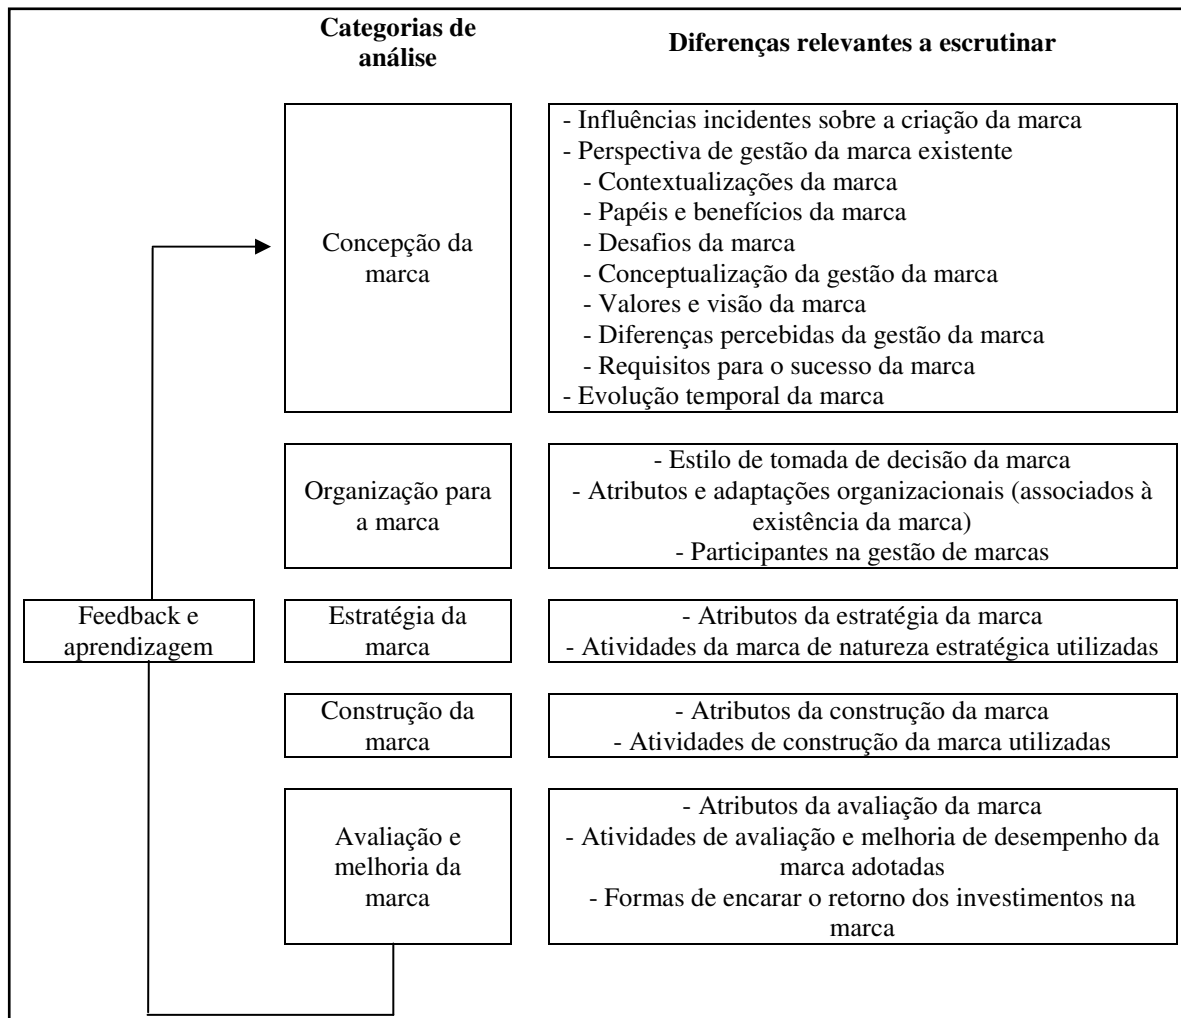 Categorias de
análise
Diferenças relevantes a escrutinar
Concepção da
marca
- Influências incidentes sobre a criação da marca
- Perspectiva de gestão da marca existente
- Contextualizações da marca
- Papéis e benefícios da marca
- Desafios da marca
- Conceptualização da gestão da marca
- Valores e visão da marca
- Diferenças percebidas da gestão da marca
- Requisitos para o sucesso da marca
- Evolução temporal da marca
Organização para
a marca
- Estilo de tomada de decisão da marca
- Atributos e adaptações organizacionais (associados à
existência da marca)
- Participantes na gestão de marcas
Feedback e
aprendizagem
Estratégia da
marca
- Atributos da estratégia da marca
- Atividades da marca de natureza estratégica utilizadas
Construção da
marca
- Atributos da construção da marca
- Atividades de construção da marca utilizadas
Avaliação e
melhoria da
marca
- Atributos da avaliação da marca
- Atividades de avaliação e melhoria de desempenho da
marca adotadas
- Formas de encarar o retorno dos investimentos na
marca